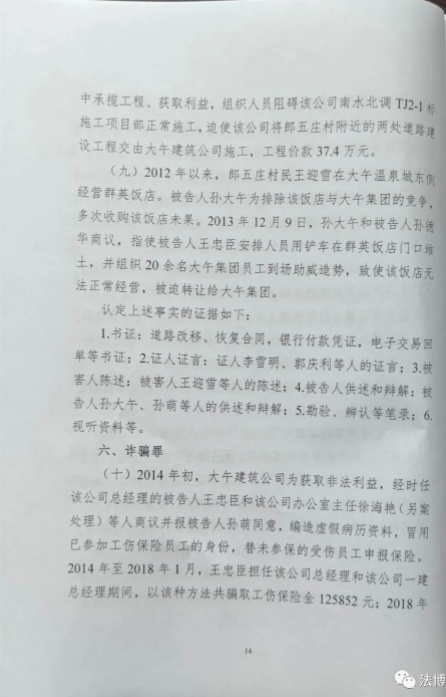 中承揽工程、获取利益，组织人员阻碍该公司南水北调 TJ2-1 标
施工项目部正常施工，迫使该公司将郎五庄村附近的两处道路建
设工程交由大午建筑公司施工，工程价款 37.4 万元。
（九）2012 年以来，郎五庄村民王迎雪在大午温泉城东侧
经营群英饭店。被告人孙大午为排除该饭店与大午集团的竞争，
多次收购该饭店未果。2013 年 12 月 9 日，孙大午和被告人孙德
华商议，指使被告人王忠臣安排人员用铲车在群英饭店门口堆
土，并组织 20 余名大午集团员工到场助威造势，致使该饭店无
法正常经营，被迫转让给大午集团。
认定上述事实的证据如下：
1.书证：道路改移、恢复合同，银行付款凭证，电子交易回
单等书证；2.证人证言：证人李雪明、郭庆利等人的证言；3.被
害人陈述：被害人王迎雪等人的陈述；4.被告人供述和辩解：被
告人孙大午、孙萌等人的供述和辩解；5.勘验、辨认等笔录；6.
视听资料等。
六、诈骗罪
（十）2014 年初，大午建筑公司为获取非法利益，经时任
该公司总经理的被告人王忠臣和该公司办公室主任徐海艳（另案
处理）等人商议并报被告人孙萌同意，编造虚假病历资料，冒用
已参加工伤保险员工的身份，替未参保的受伤员工申报保险。
2014 年至 2018 年 1 月，王忠臣担任该公司总经理和该公司一建
总经理期间，以该种方法共骗取工伤保险金 125852 元；2018 年
14
法博